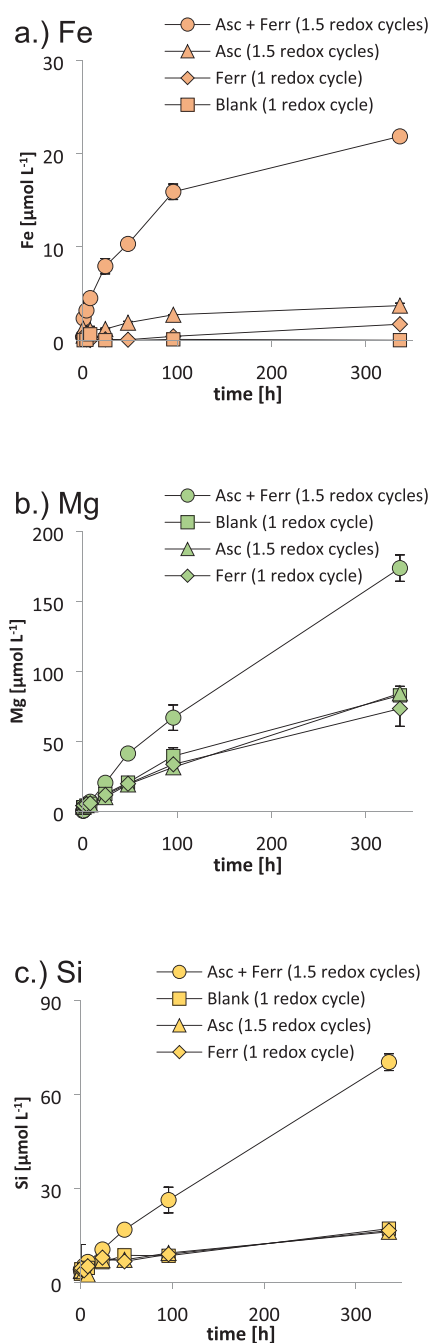 a.) Fe
Asc + Ferr (1.5 redox cycles)
Asc (1.5 redox cycles)
Ferr (1 redox cycle)
Blank (1 redox cycle)
30
20
10
0
Fe [µmol L⁻¹]
0 100 200 300
time [h]
b.) Mg
Asc + Ferr (1.5 redox cycles)
Blank (1 redox cycle)
Asc (1.5 redox cycles)
Ferr (1 redox cycle)
200
150
100
50
0
Mg [µmol L⁻¹]
0 100 200 300
time [h]
c.) Si
Asc + Ferr (1.5 redox cycles)
Blank (1 redox cycle)
Asc (1.5 redox cycles)
Ferr (1 redox cycle)
90
60
30
0
Si [µmol L⁻¹]
0 100 200 300
time [h]